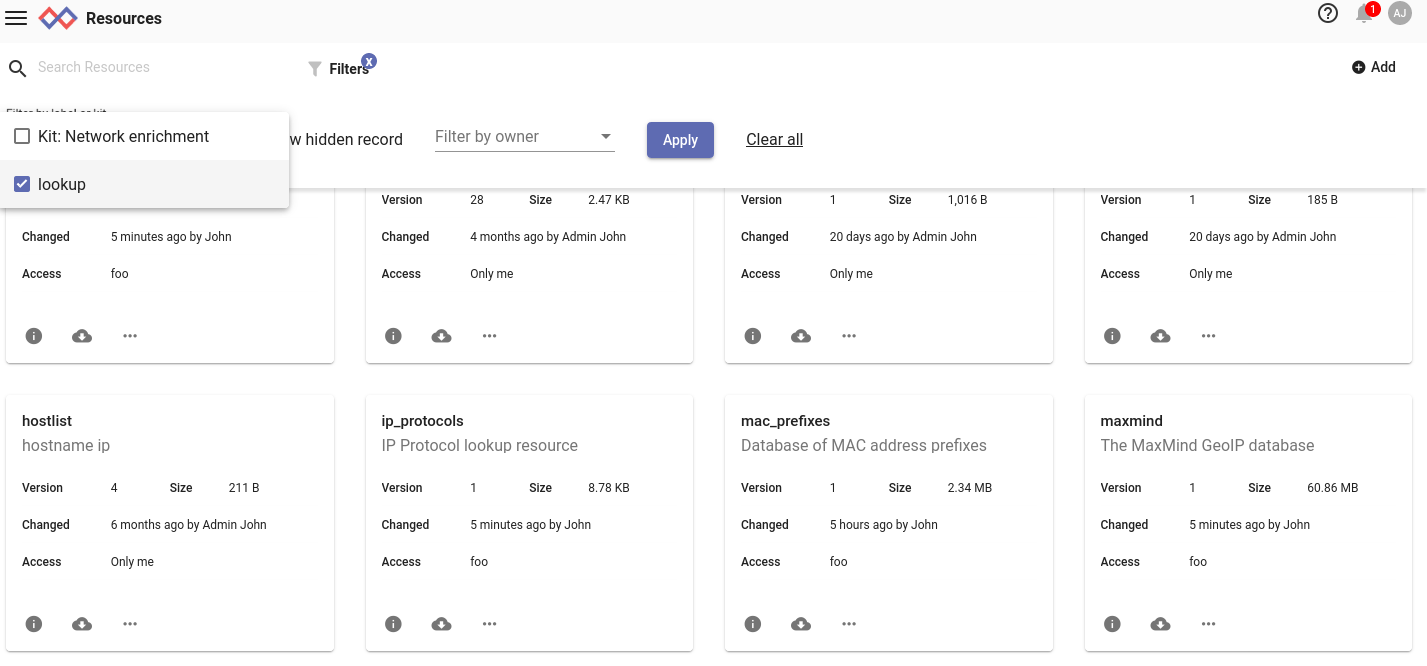 Resources
1
AJ
Search Resources
Filters
x
Add
Filter by label or kit
Kit: Network enrichment
w hidden record
Filter by owner
Apply
Clear all
lookup
Version 28 Size 2.47 KB
Version 1 Size 1,016 B
Version 1 Size 185 B
Changed 5 minutes ago by John
Changed 4 months ago by Admin John
Changed 20 days ago by Admin John
Changed 20 days ago by Admin John
Access foo
Access Only me
Access Only me
Access Only me
hostlist
hostname ip
Version 4 Size 211 B
Changed 6 months ago by Admin John
Access Only me
ip_protocols
IP Protocol lookup resource
Version 1 Size 8.78 KB
Changed 5 minutes ago by John
Access foo
mac_prefixes
Database of MAC address prefixes
Version 1 Size 2.34 MB
Changed 5 hours ago by John
Access foo
maxmind
The MaxMind GeoIP database
Version 1 Size 60.86 MB
Changed 5 minutes ago by John
Access foo